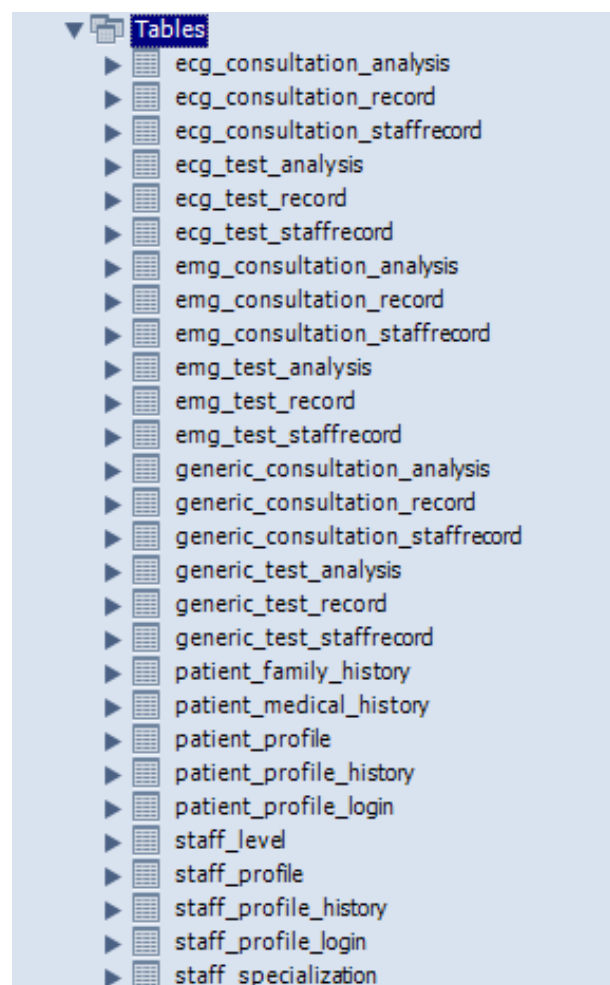 Tables
ecg_consultation_analysis
ecg_consultation_record
ecg_consultation_staffrecord
ecg_test_analysis
ecg_test_record
ecg_test_staffrecord
emg_consultation_analysis
emg_consultation_record
emg_consultation_staffrecord
emg_test_analysis
emg_test_record
emg_test_staffrecord
generic_consultation_analysis
generic_consultation_record
generic_consultation_staffrecord
generic_test_analysis
generic_test_record
generic_test_staffrecord
patient_family_history
patient_medical_history
patient_profile
patient_profile_history
patient_profile_login
staff_level
staff_profile
staff_profile_history
staff_profile_login
staff_specialization